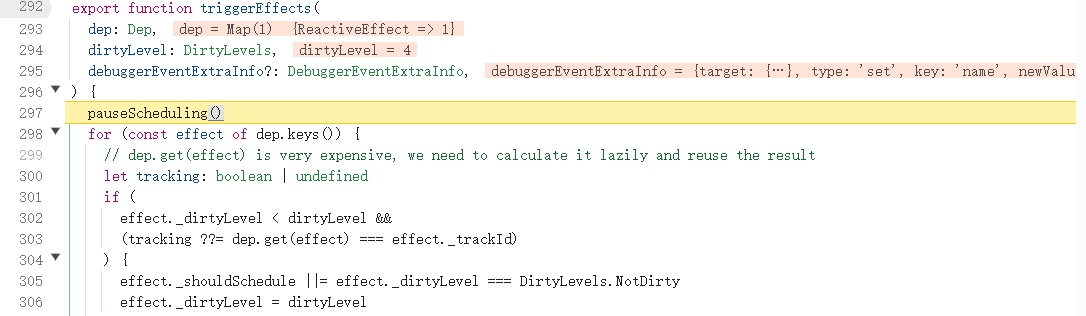 292 export function triggerEffects(
293 dep: Dep, dep = Map(1) {ReactiveEffect => 1}
294 dirtyLevel: DirtyLevels, dirtyLevel = 4
295 debuggerEventExtraInfo?: DebuggerEventExtraInfo, debuggerEventExtraInfo = {target: {…}, type: 'set', key: 'name', newValu
296 ▼ ) {
297 pauseScheduling()
298 ▼ for (const effect of dep.keys()) {
299 // dep.get(effect) is very expensive, we need to calculate it lazily and reuse the result
300 let tracking: boolean | undefined
301 if (
302 effect._dirtyLevel < dirtyLevel &&
303 (tracking ??= dep.get(effect) === effect._trackId)
304 ▼ ) {
305 effect._shouldSchedule ||= effect._dirtyLevel === DirtyLevels.NotDirty
306 effect._dirtyLevel = dirtyLevel